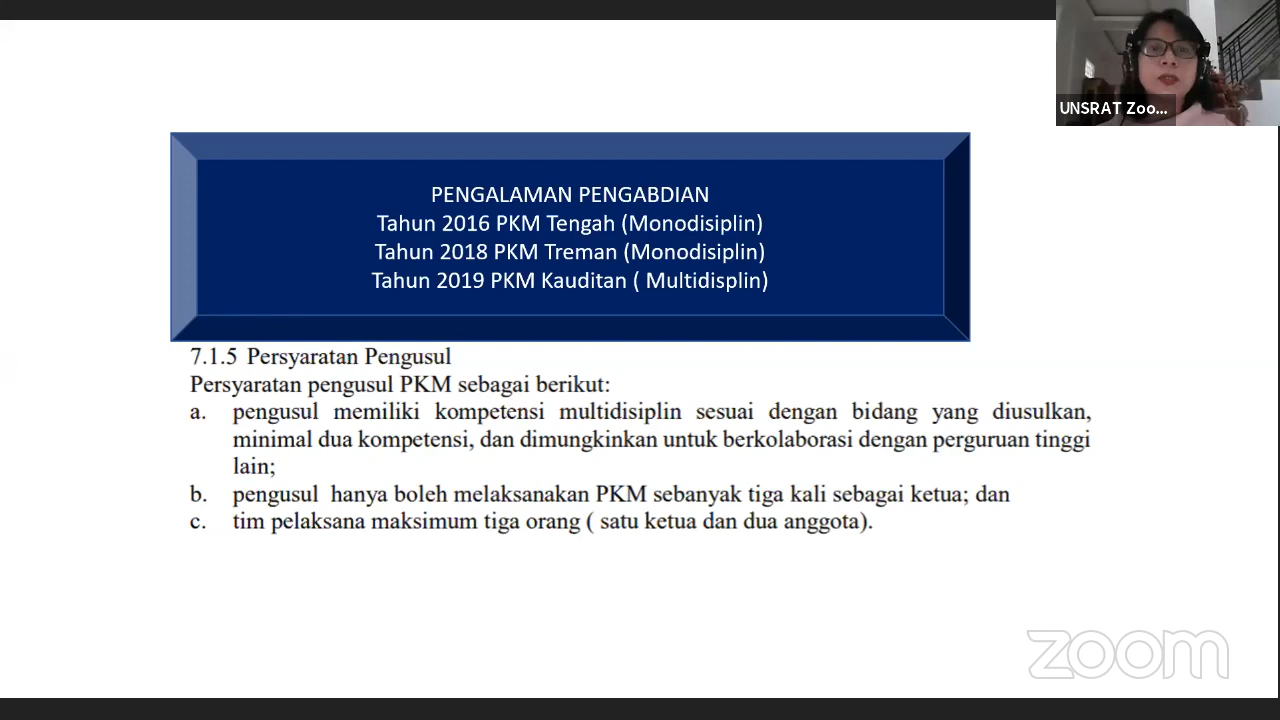 UNSRAT Zoo...
PENGALAMAN PENGABDIAN
Tahun 2016 PKM Tengah (Monodisiplin)
Tahun 2018 PKM Treman (Monodisiplin)
Tahun 2019 PKM Kauditan ( Multidisplin)
7.1.5 Persyaratan Pengusul
Persyaratan pengusul PKM sebagai berikut:
a. pengusul memiliki kompetensi multidisiplin sesuai dengan bidang yang diusulkan,
minimal dua kompetensi, dan dimungkinkan untuk berkolaborasi dengan perguruan tinggi
lain;
b. pengusul hanya boleh melaksanakan PKM sebanyak tiga kali sebagai ketua; dan
c. tim pelaksana maksimum tiga orang ( satu ketua dan dua anggota).
zoom